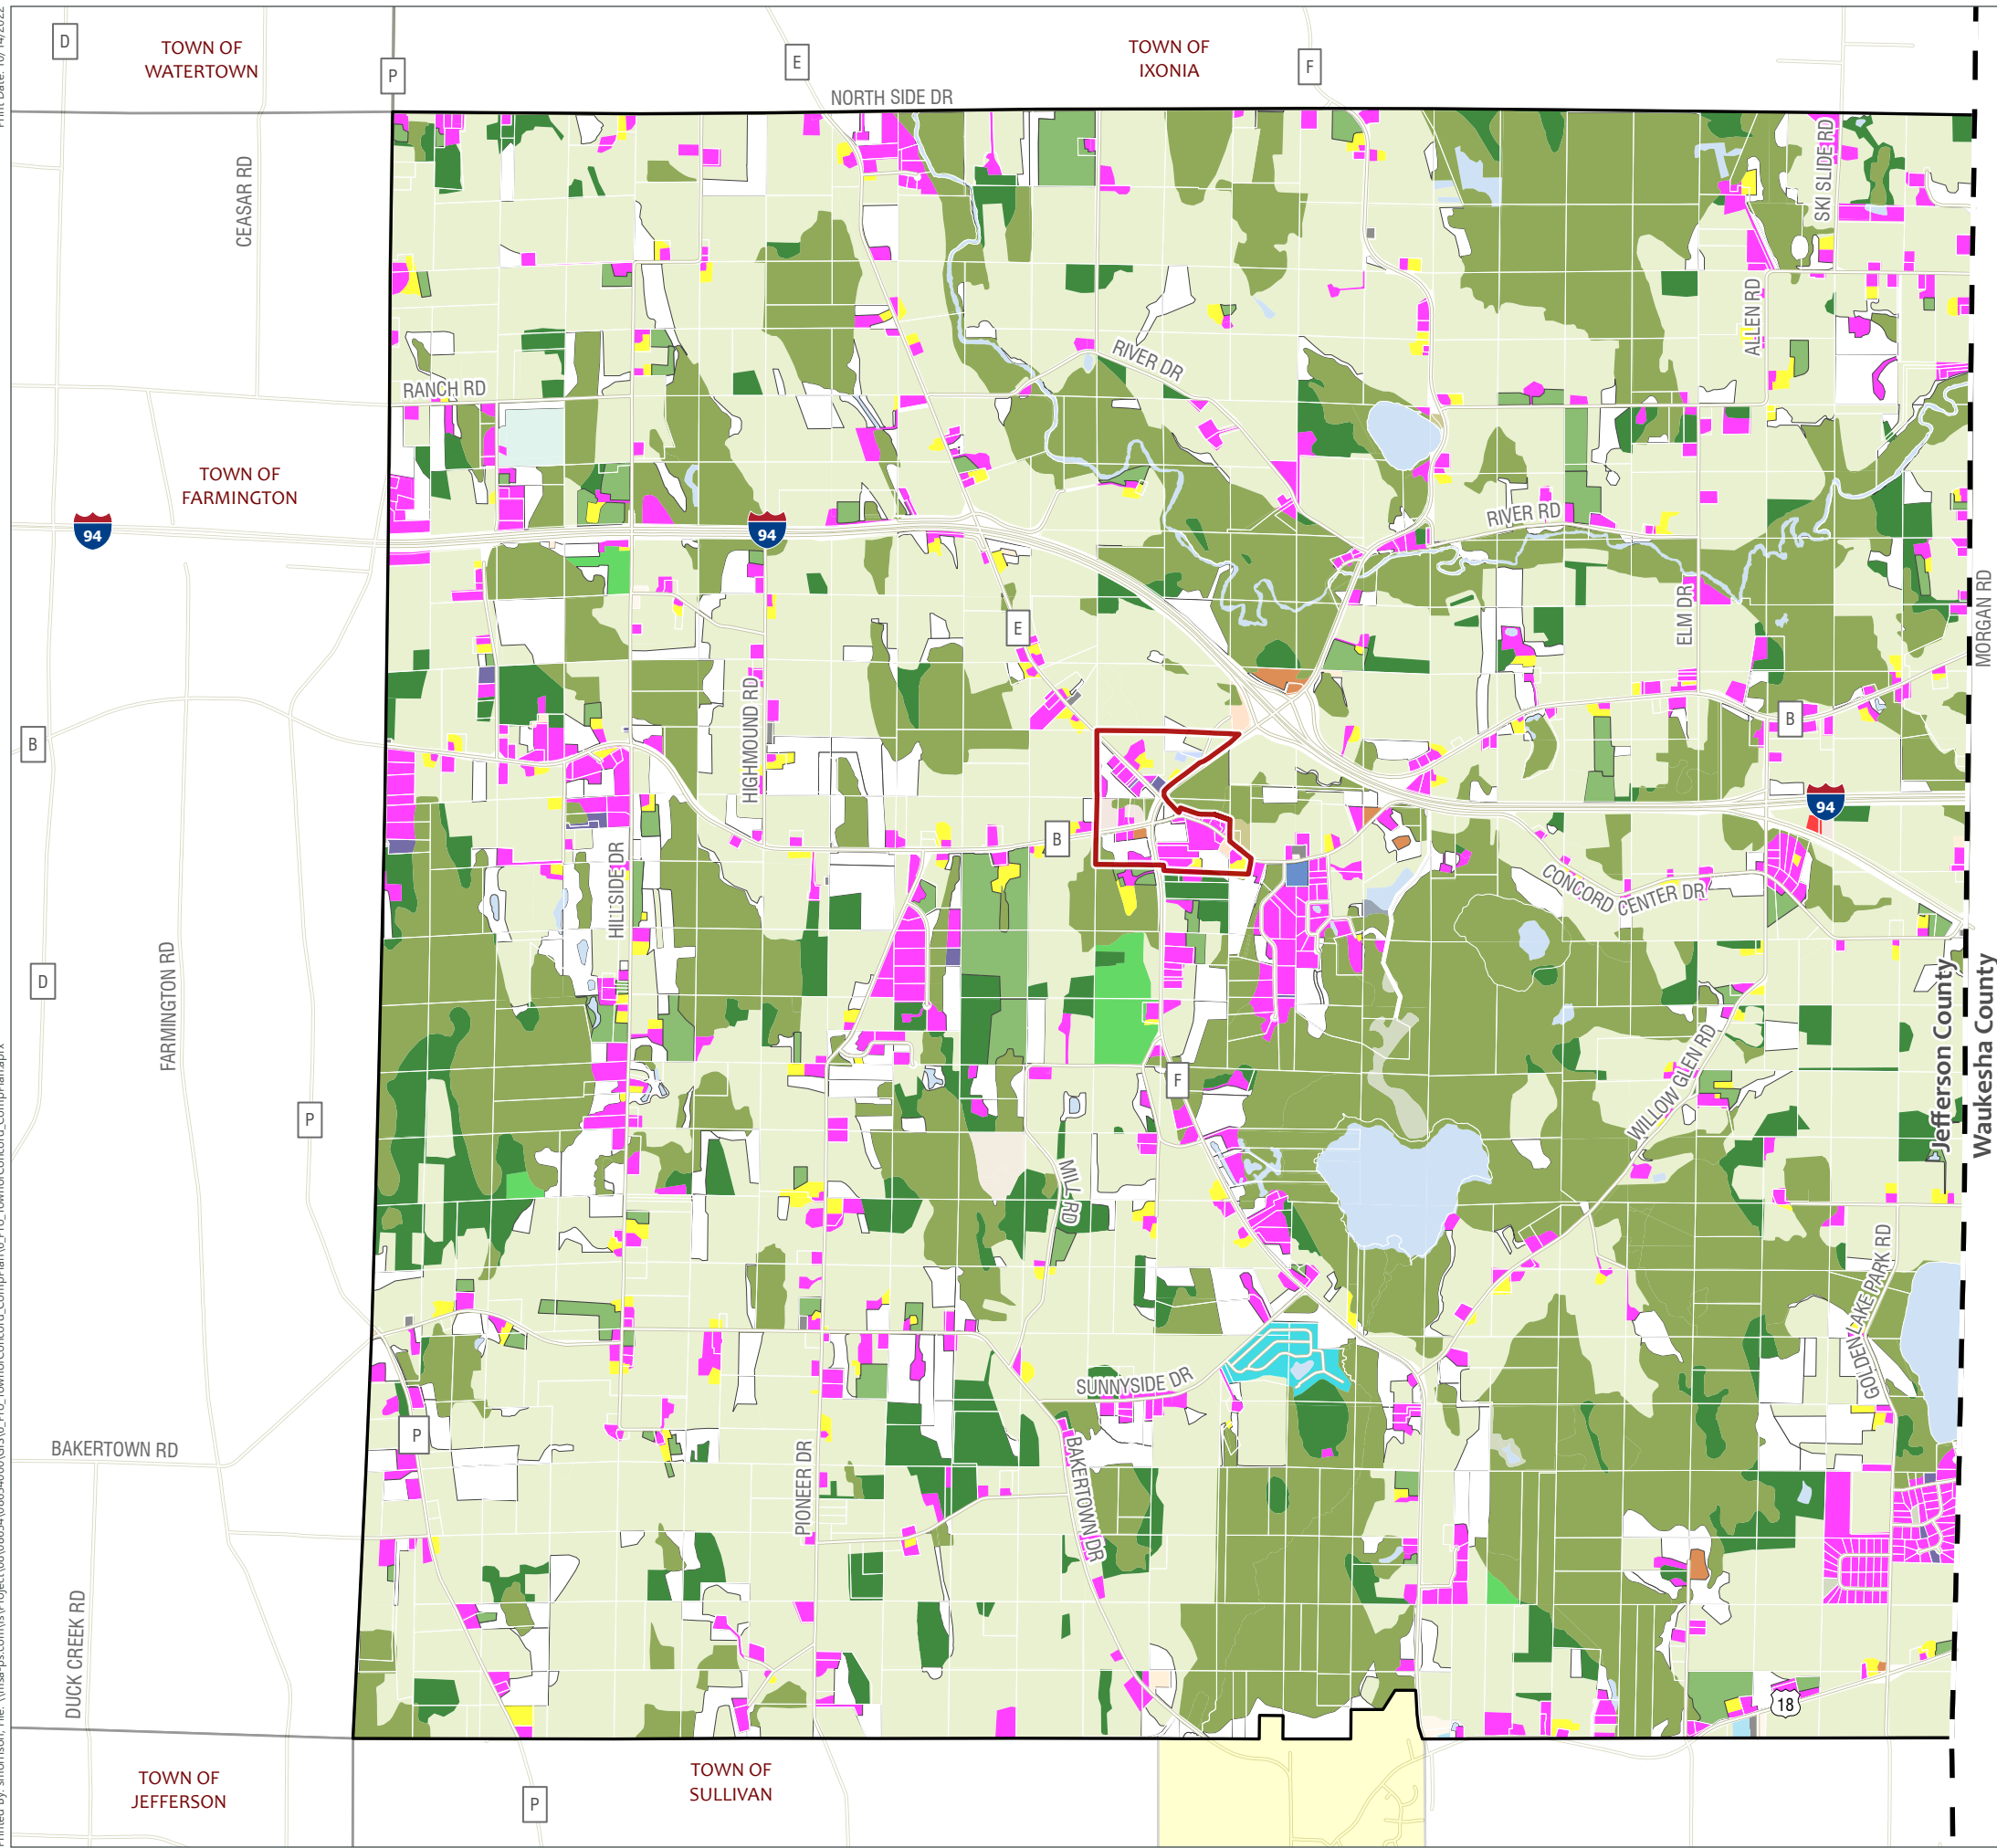 D
TOWN OF
WATERTOWN
P
E
TOWN OF
IXONIA
F
NORTH SIDE DR
CEASAR RD
SKI SLIDE RD
ALLEN RD
RIVER DR
RANCH RD
TOWN OF
FARMINGTON
94
94
RIVER RD
MORGAN RD
ELM DR
E
HIGHMOUND RD
B
B
94
B
HILLSIDE DR
CONCORD CENTER DR
FARMINGTON RD
D
Jefferson County
Waukesha County
F
WILLOW GLEN RD
P
MILL RD
GOLDEN LAKE PARK RD
SUNNYSIDE DR
P
BAKERTOWN RD
PIONEER DR
BAKERTOWN DR
DUCK CREEK RD
18
TOWN OF
JEFFERSON
TOWN OF
SULLIVAN
P